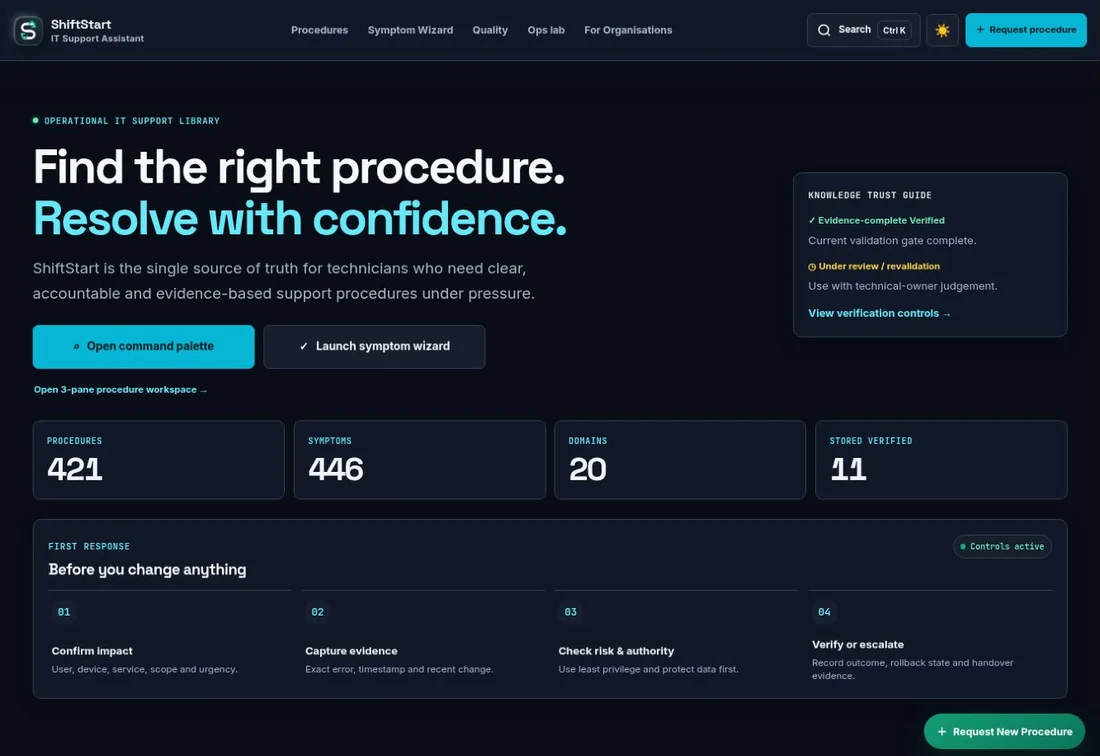 ShiftStart
IT Support Assistant
Procedures Symptom Wizard Quality Ops lab For Organisations
Search Ctrl K
+ Request procedure
OPERATIONAL IT SUPPORT LIBRARY
Find the right procedure.
Resolve with confidence.
ShiftStart is the single source of truth for technicians who need clear,
accountable and evidence-based support procedures under pressure.
⌕ Open command palette
✓ Launch symptom wizard
Open 3-pane procedure workspace →
KNOWLEDGE TRUST GUIDE
✓ Evidence-complete Verified
Current validation gate complete.
◷ Under review / revalidation
Use with technical-owner judgement.
View verification controls →
PROCEDURES
421
SYMPTOMS
446
DOMAINS
20
STORED VERIFIED
11
FIRST RESPONSE
Before you change anything
Controls active
01
Confirm impact
User, device, service, scope and urgency.
02
Capture evidence
Exact error, timestamp and recent change.
03
Check risk & authority
Use least privilege and protect data first.
04
Verify or escalate
Record outcome, rollback state and handover
evidence.
+ Request New Procedure